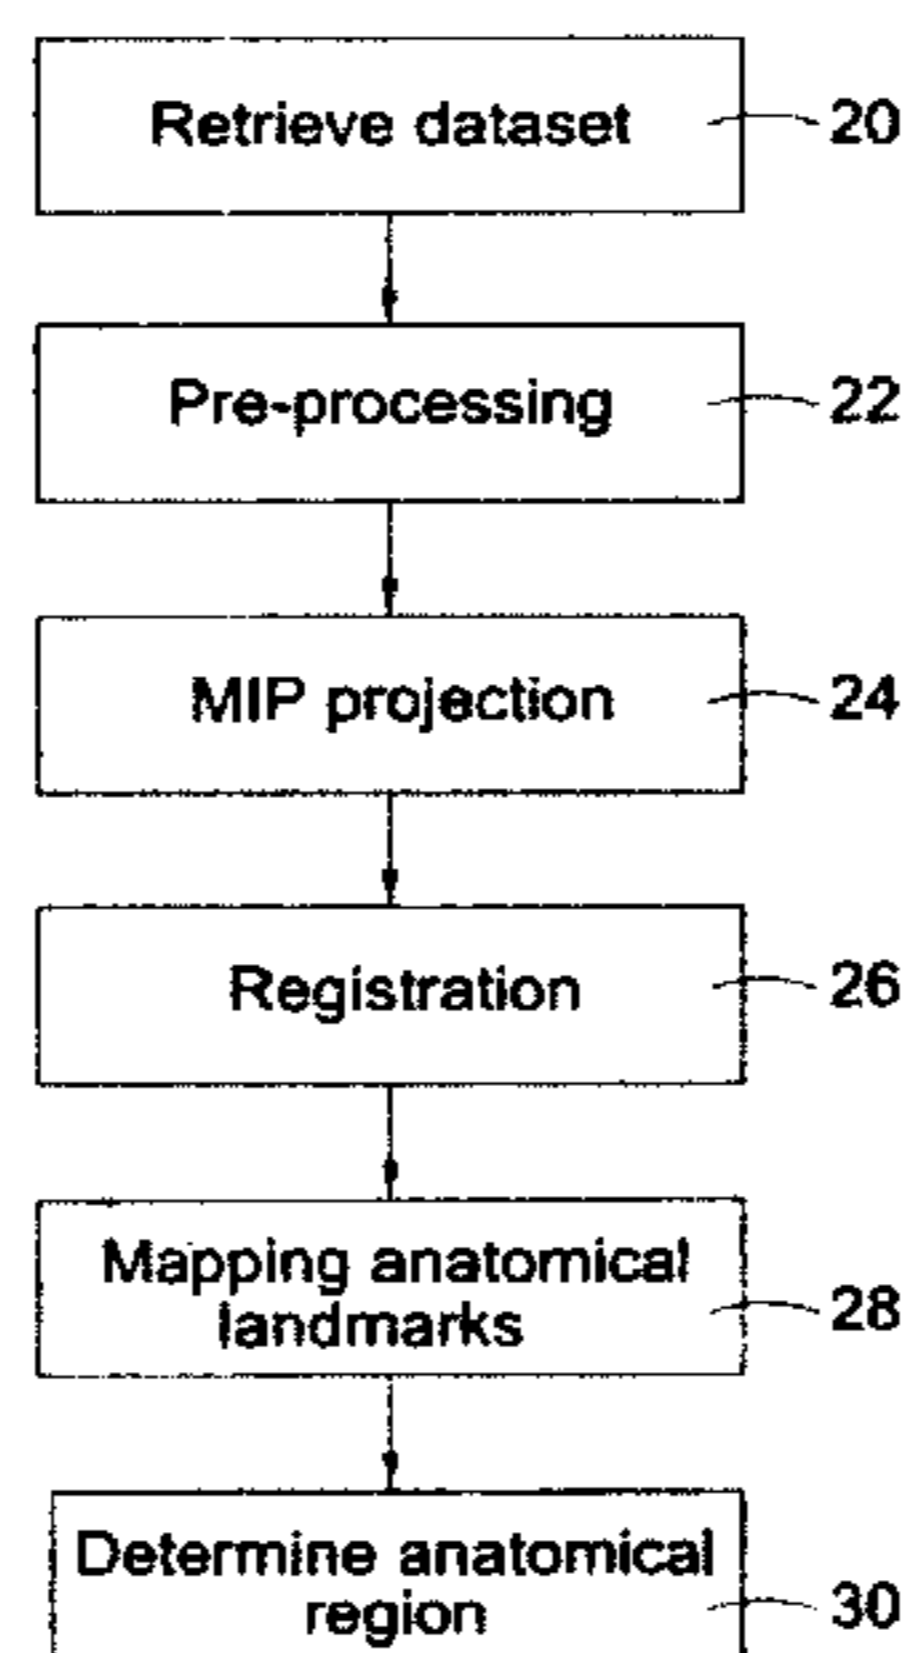 Retrieve dataset 20
Pre-processing 22
MIP projection 24
Registration 26
Mapping anatomical
landmarks 28
Determine anatomical
region 30